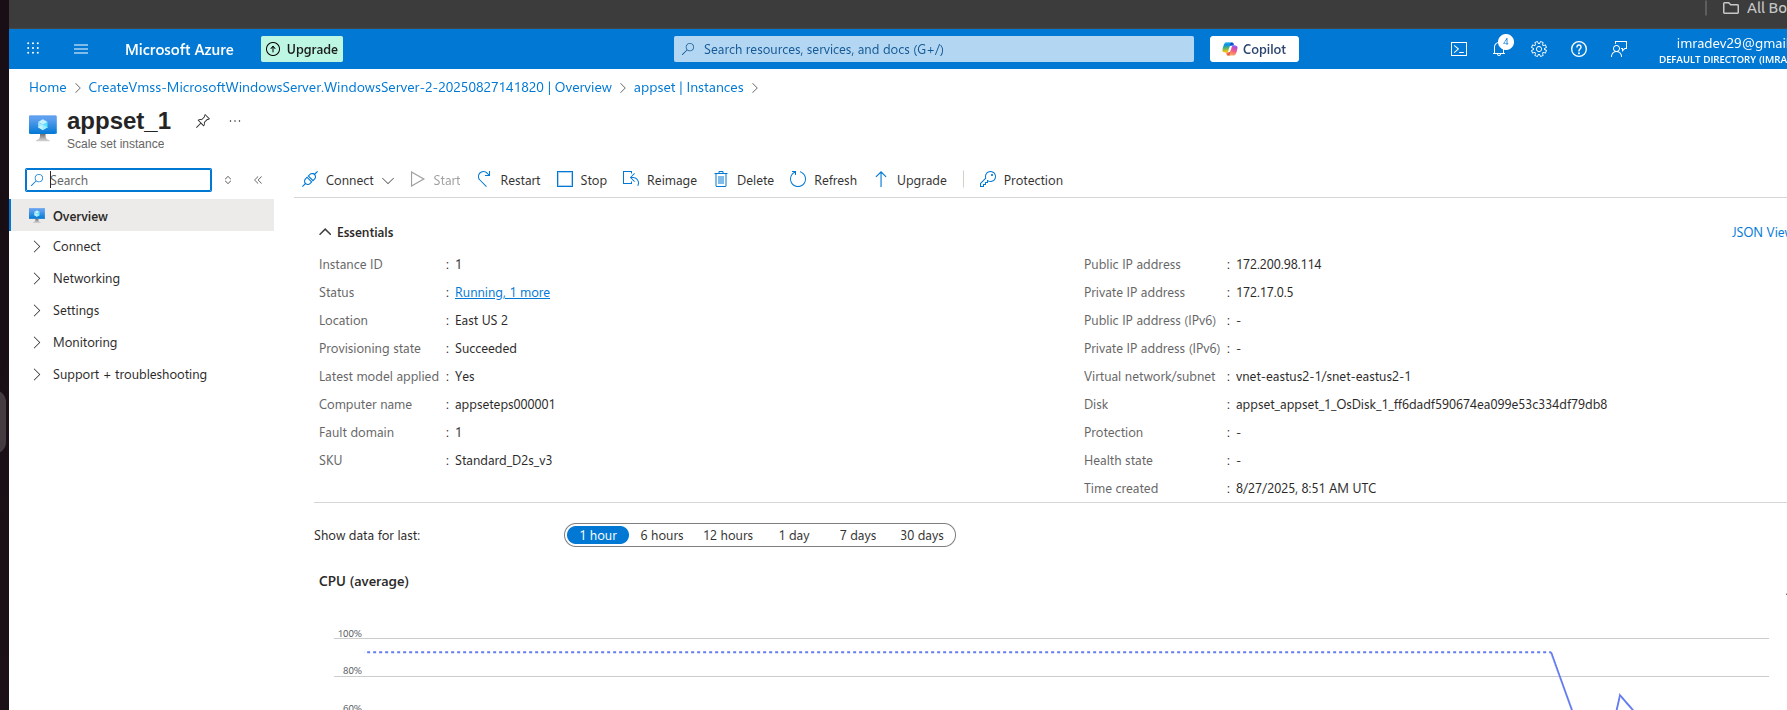 All Bo
Microsoft Azure
Upgrade
Search resources, services, and docs (G+/)
Copilot
4
imradev29@gmai
DEFAULT DIRECTORY (IMRA
Home > CreateVmss-MicrosoftWindowsServer.WindowsServer-2-20250827141820 | Overview > appset | Instances >
appset_1
...
Scale set instance
Search
Connect
Start
Restart
Stop
Reimage
Delete
Refresh
Upgrade
Protection
Overview
Connect
Networking
Settings
Monitoring
Support + troubleshooting
Essentials
JSON View
Instance ID : 1
Status : Running, 1 more
Location : East US 2
Provisioning state : Succeeded
Latest model applied : Yes
Computer name : appseteps000001
Fault domain : 1
SKU : Standard_D2s_v3
Public IP address : 172.200.98.114
Private IP address : 172.17.0.5
Public IP address (IPv6) : -
Private IP address (IPv6) : -
Virtual network/subnet : vnet-eastus2-1/snet-eastus2-1
Disk : appset_appset_1_OsDisk_1_ff6dadf590674ea099e53c334df79db8
Protection : -
Health state : -
Time created : 8/27/2025, 8:51 AM UTC
Show data for last:
1 hour
6 hours
12 hours
1 day
7 days
30 days
CPU (average)
100%
80%
60%